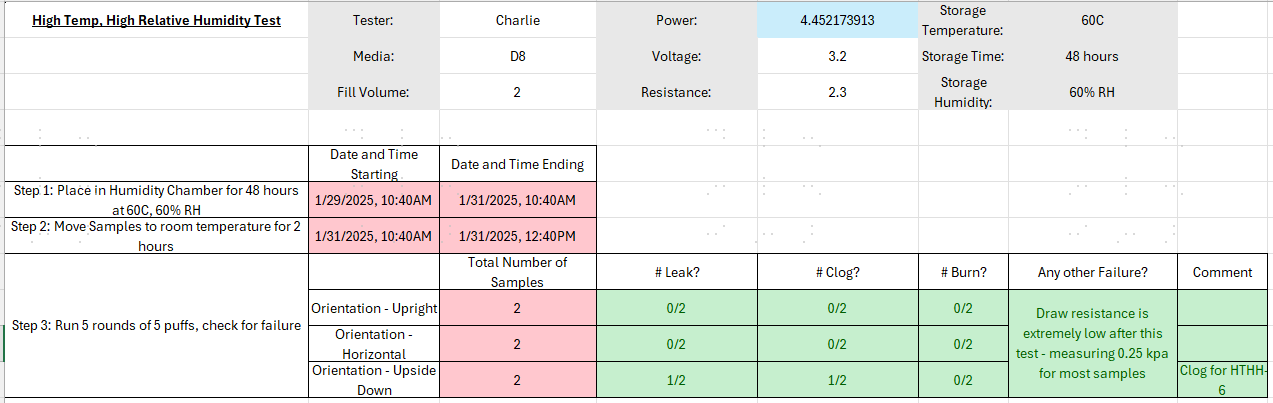 High Temp, High Relative Humidity Test Tester: Charlie Power: 4.452173913 Storage Temperature: 60C
Media: D8 Voltage: 3.2 Storage Time: 48 hours
Fill Volume: 2 Resistance: 2.3 Storage Humidity: 60% RH
Date and Time Starting Date and Time Ending
Step 1: Place in Humidity Chamber for 48 hours at 60C, 60% RH 1/29/2025, 10:40AM 1/31/2025, 10:40AM
Step 2: Move Samples to room temperature for 2 hours 1/31/2025, 10:40AM 1/31/2025, 12:40PM
Total Number of Samples # Leak? # Clog? # Burn? Any other Failure? Comment
Step 3: Run 5 rounds of 5 puffs, check for failure
Orientation - Upright 2 0/2 0/2 0/2
Orientation - Horizontal 2 0/2 0/2 0/2
Orientation - Upside Down 2 1/2 1/2 0/2
Draw resistance is
extremely low after this
test - measuring 0.25 kpa
for most samples
Clog for HTHH-
6